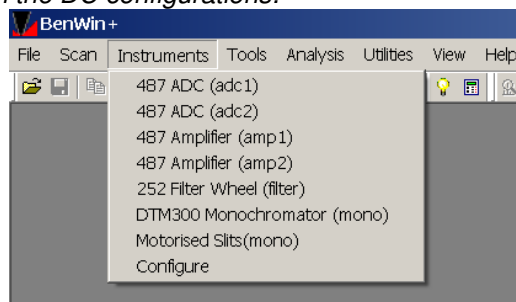 the DC configurations.
BenWin+
File Scan Instruments Tools Analysis Utilities View Help
487 ADC (adc1)
487 ADC (adc2)
487 Amplifier (amp1)
487 Amplifier (amp2)
252 Filter Wheel (filter)
DTM300 Monochromator (mono)
Motorised Slits(mono)
Configure